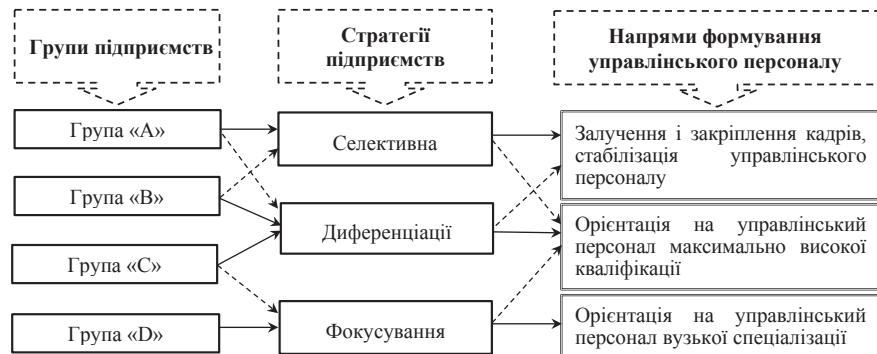 Групи підприємств
Стратегії
підприємств
Напрями формування
управлінського персоналу
Група «А»
Група «В»
Група «С»
Група «D»
Селективна
Диференціації
Фокусування
Залучення і закріплення кадрів,
стабілізація управлінського
персоналу
Орієнтація на управлінський
персонал максимально високої
кваліфікації
Орієнтація на управлінський
персонал вузької спеціалізації